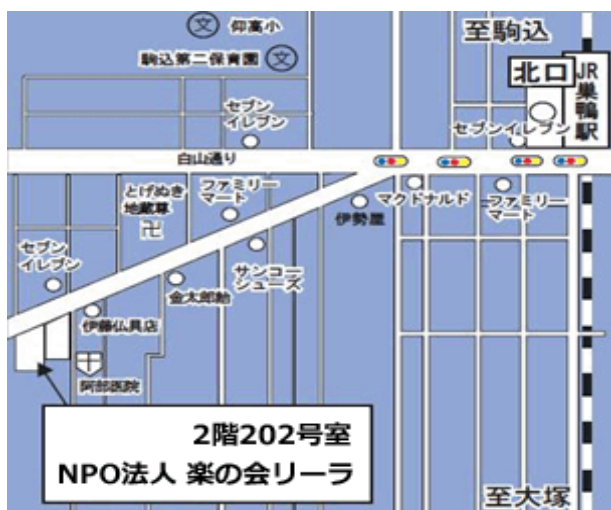 文 仰高小
至駒込
駒込第二保育園 文
北口
JR巣鴨駅
セブン
イレブン
セブンイレブン
白山通り
とげぬき
地蔵尊
卍
ファミリー
マート
伊勢屋
マクドナルド
ファミリー
マート
セブン
イレブン
サンコー
シューズ
金太郎飴
伊藤仏具店
阿部医院
2階202号室
NPO法人 楽の会リーラ
至大塚